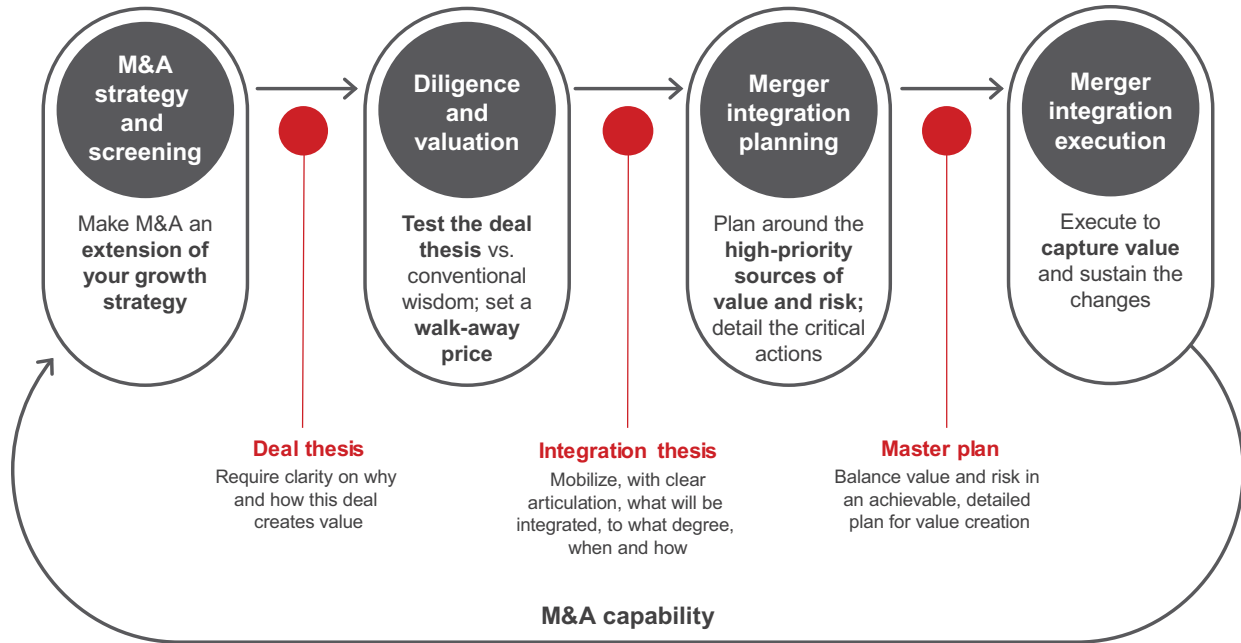 M&A
strategy
and
screening
Make M&A an
extension of
your growth
strategy
Diligence
and
valuation
Test the deal
thesis vs.
conventional
wisdom; set a
walk-away
price
Merger
integration
planning
Plan around the
high-priority
sources of
value and risk;
detail the critical
actions
Merger
integration
execution
Execute to
capture value
and sustain the
changes
Deal thesis
Require clarity on why
and how this deal
creates value
Integration thesis
Mobilize, with clear
articulation, what will be
integrated, to what degree,
when and how
Master plan
Balance value and risk in
an achievable, detailed
plan for value creation
M&A capability